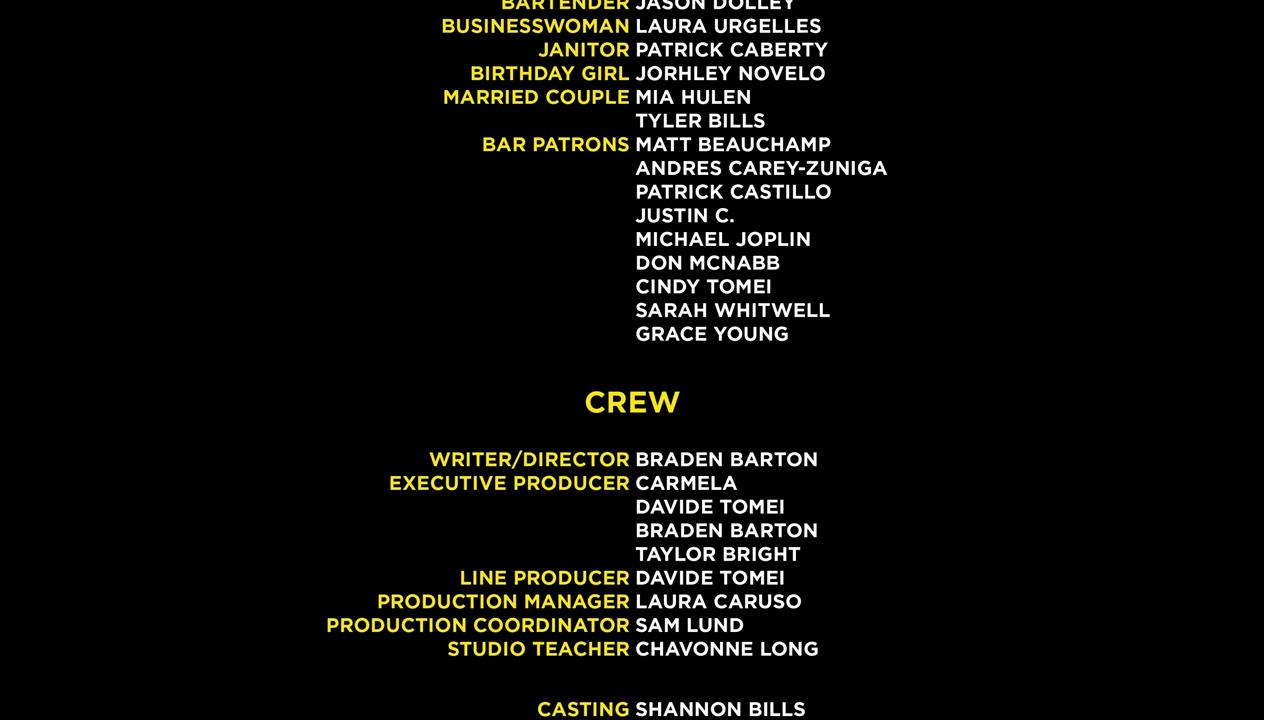 BARTENDER JASON DOLLEY
BUSINESSWOMAN LAURA URGELLES
JANITOR PATRICK CABERTY
BIRTHDAY GIRL JORHLEY NOVELO
MARRIED COUPLE MIA HULEN
TYLER BILLS
BAR PATRONS MATT BEAUCHAMP
ANDRES CAREY-ZUNIGA
PATRICK CASTILLO
JUSTIN C.
MICHAEL JOPLIN
DON MCNABB
CINDY TOMEI
SARAH WHITWELL
GRACE YOUNG
CREW
WRITER/DIRECTOR BRADEN BARTON
EXECUTIVE PRODUCER CARMELA
DAVIDE TOMEI
BRADEN BARTON
TAYLOR BRIGHT
LINE PRODUCER DAVIDE TOMEI
PRODUCTION MANAGER LAURA CARUSO
PRODUCTION COORDINATOR SAM LUND
STUDIO TEACHER CHAVONNE LONG
CASTING SHANNON BILLS